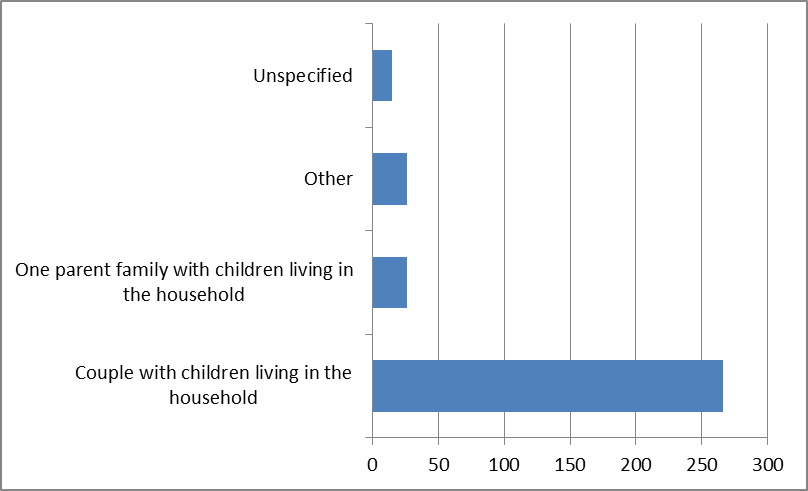 Unspecified
Other
One parent family with children living in
the household
Couple with children living in the
household
0 50 100 150 200 250 300